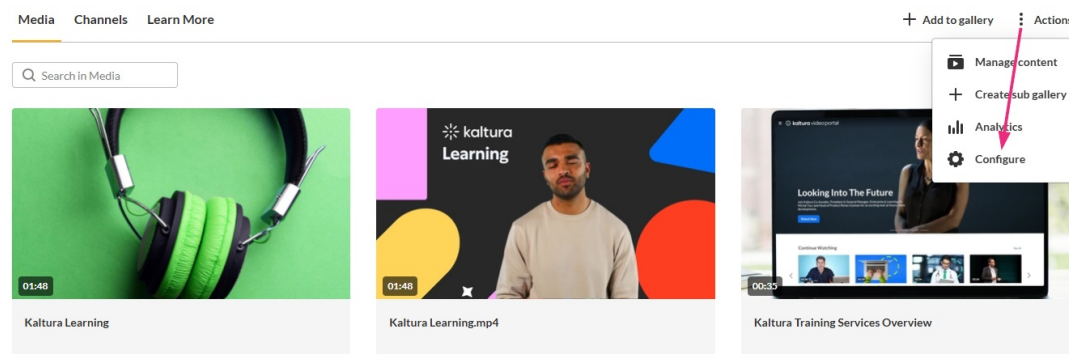 Media Channels Learn More + Add to gallery Actions
Search in Media
Manage content
+ Create sub gallery
Analytics
Configure
kaltura
Learning
kaltura videoportal
Looking Into The Future
Continue Watching
01:48
01:48
00:35
Kaltura Learning
Kaltura Learning.mp4
Kaltura Training Services Overview